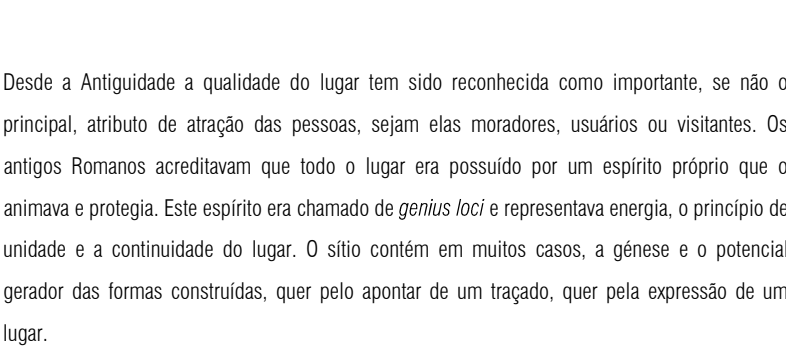 Desde a Antiguidade a qualidade do lugar tem sido reconhecida como importante, se não o
principal, atributo de atração das pessoas, sejam elas moradores, usuários ou visitantes. Os
antigos Romanos acreditavam que todo o lugar era possuído por um espírito próprio que o
animava e protegia. Este espírito era chamado de genius loci e representava energia, o princípio de
unidade e a continuidade do lugar. O sítio contém em muitos casos, a génese e o potencial
gerador das formas construídas, quer pelo apontar de um traçado, quer pela expressão de um
lugar.